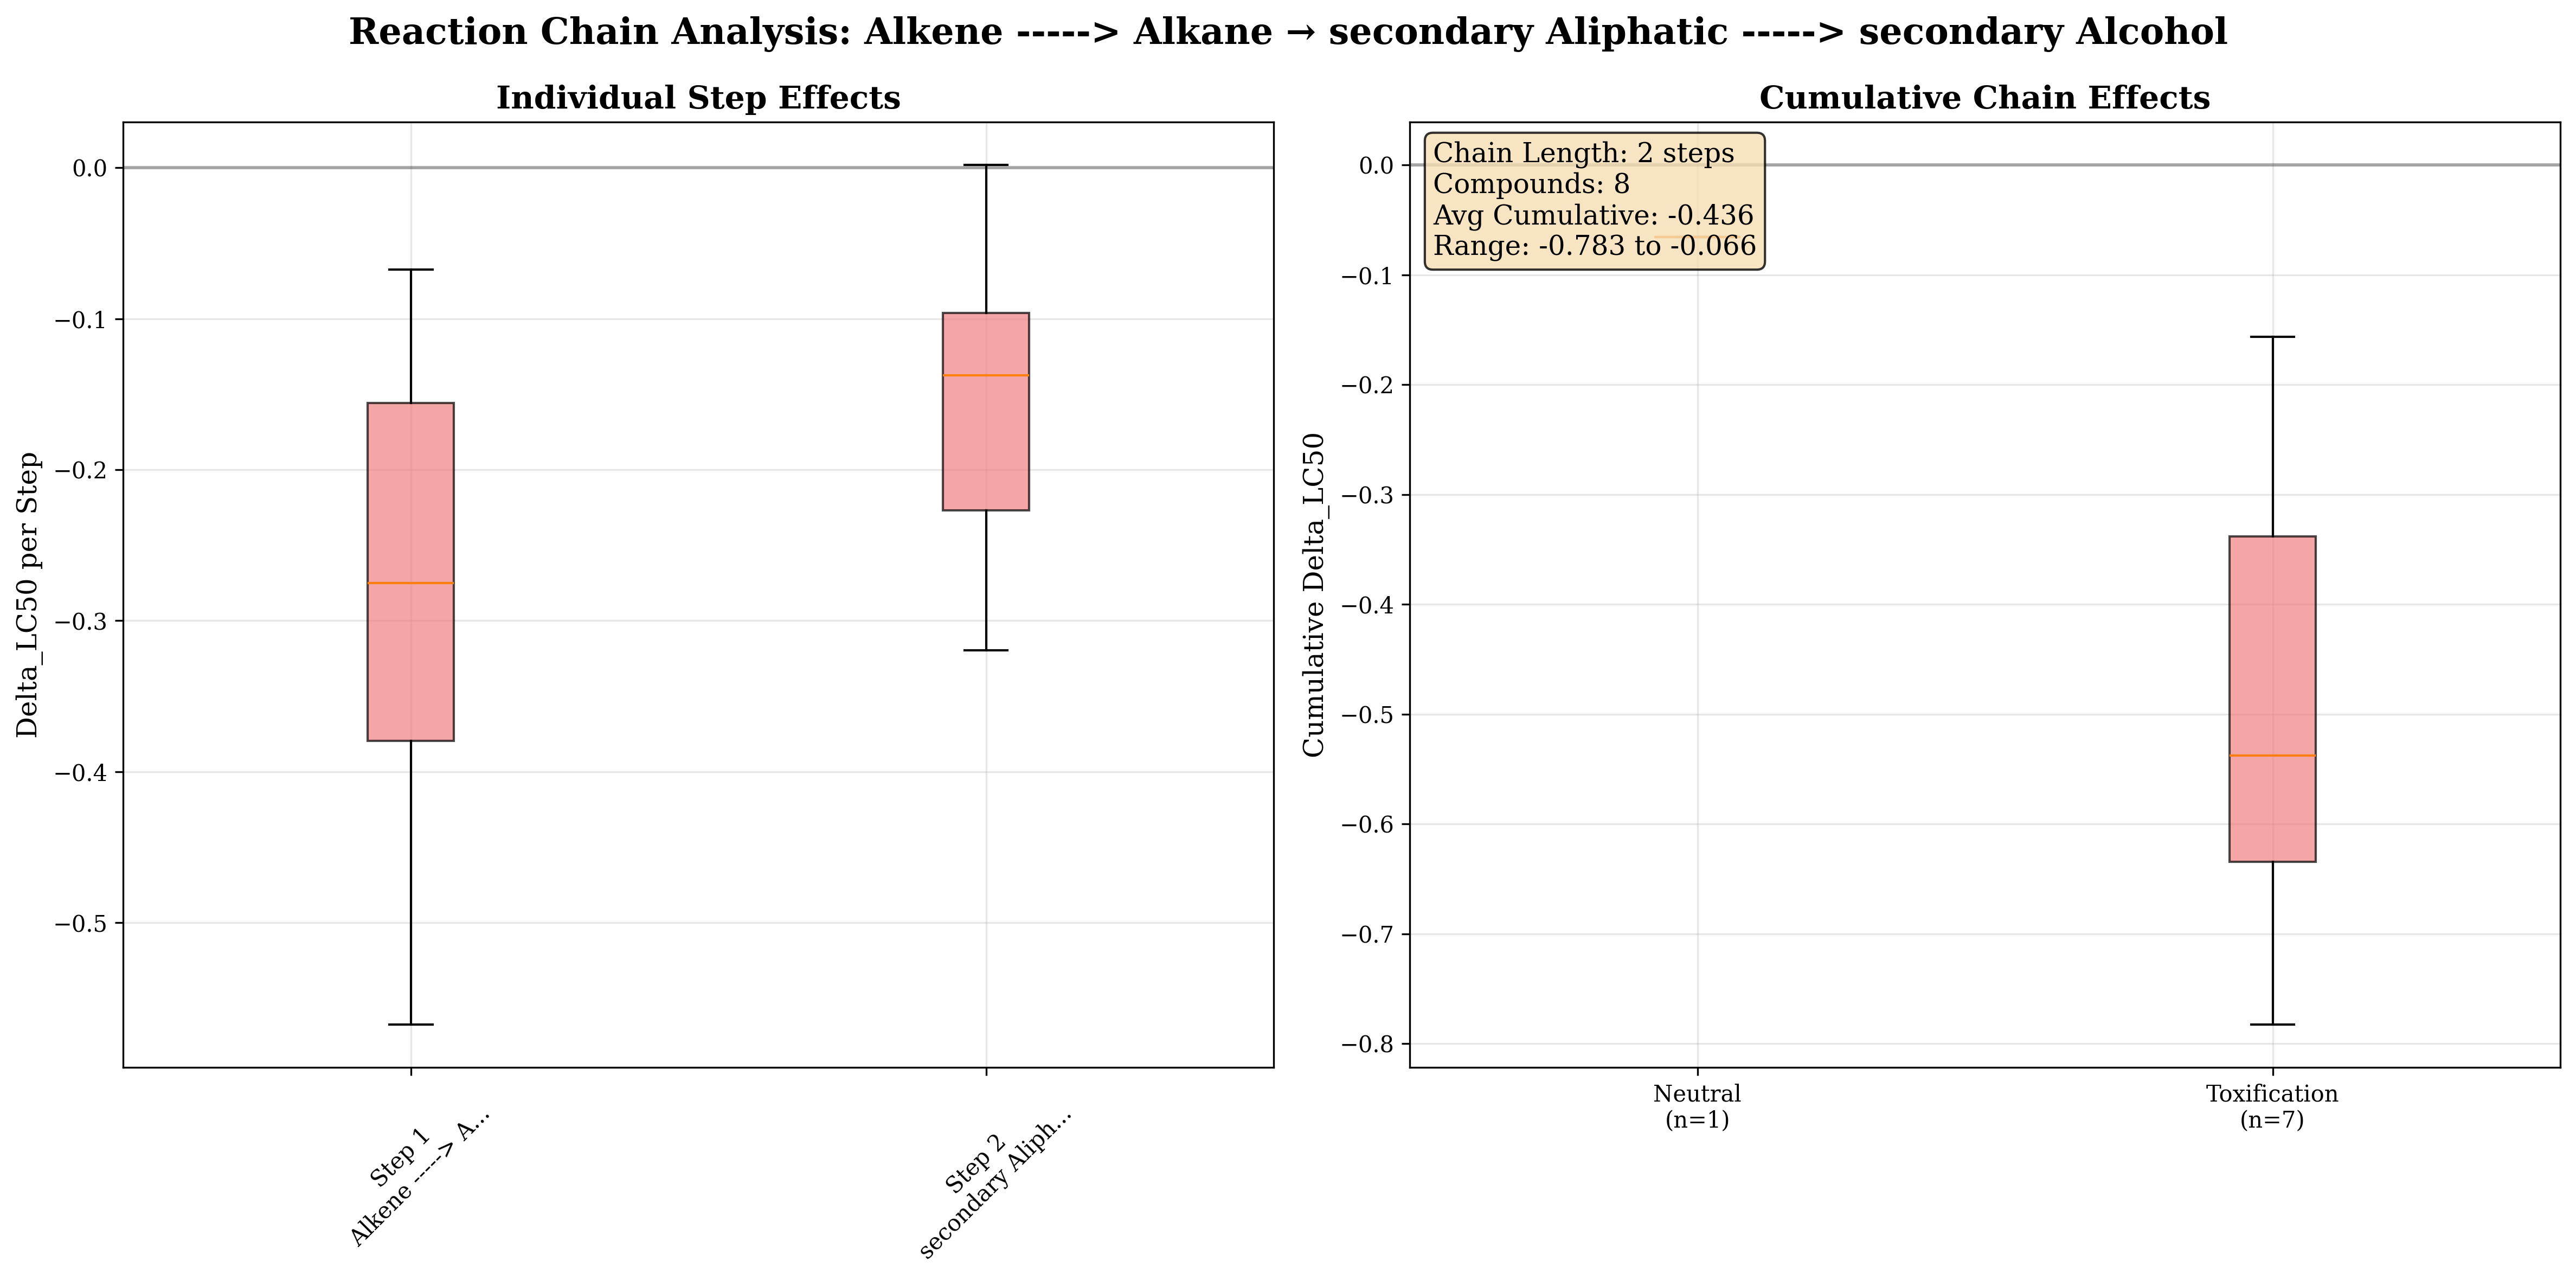 Reaction Chain Analysis: Alkene -----> Alkane → secondary Aliphatic -----> secondary Alcohol
Individual Step Effects
Delta_LC50 per Step
0.0
−0.1
−0.2
−0.3
−0.4
−0.5
Step 1
Alkene -----> A...
Step 2
secondary Aliph...
Cumulative Chain Effects
Cumulative Delta_LC50
Chain Length: 2 steps
Compounds: 8
Avg Cumulative: -0.436
Range: -0.783 to -0.066
0.0
−0.1
−0.2
−0.3
−0.4
−0.5
−0.6
−0.7
−0.8
Neutral
(n=1)
Toxification
(n=7)